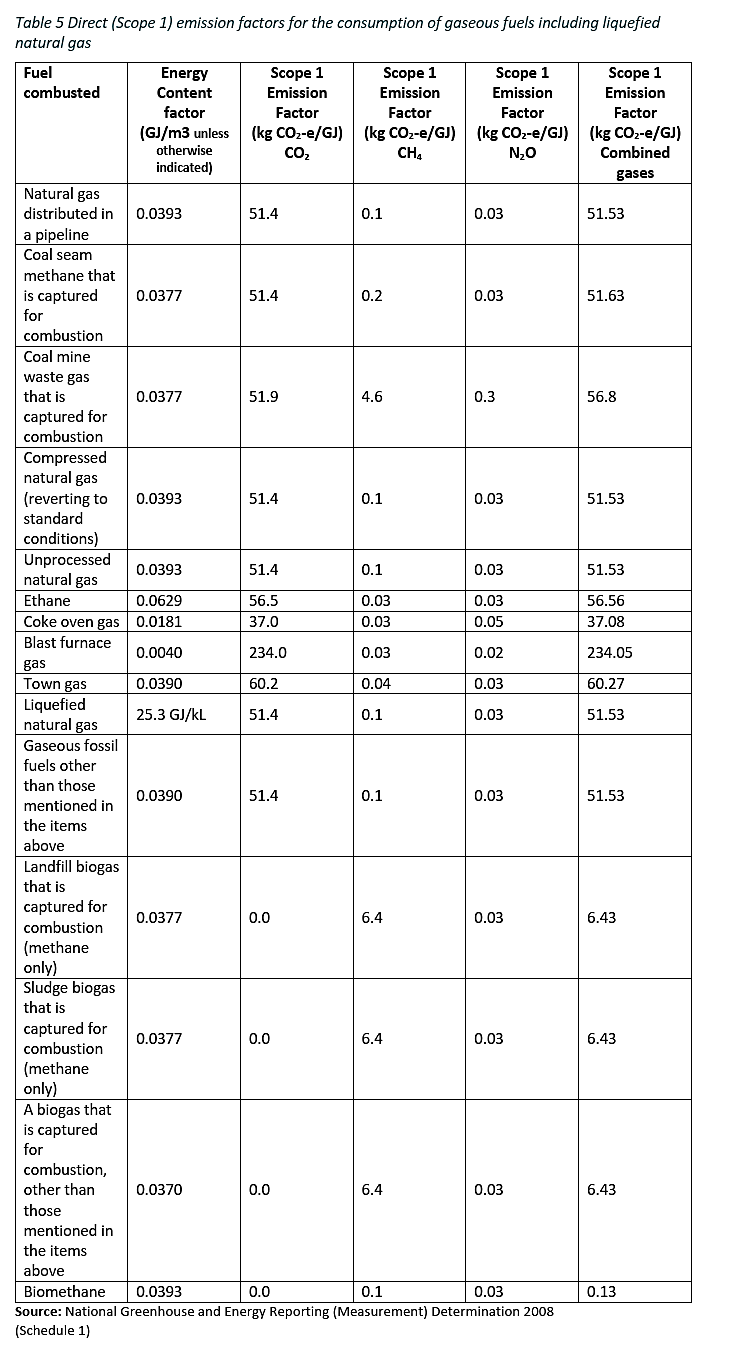 Table 5 Direct (Scope 1) emission factors for the consumption of gaseous fuels including liquefied
natural gas
Fuel
combusted
Energy
Content
factor
(GJ/m3 unless
otherwise
indicated)
Scope 1
Emission
Factor
(kg CO₂-e/GJ)
CO₂
Scope 1
Emission
Factor
(kg CO₂-e/GJ)
CH₄
Scope 1
Emission
Factor
(kg CO₂-e/GJ)
N₂O
Scope 1
Emission
Factor
(kg CO₂-e/GJ)
Combined
gases
Natural gas
distributed in
a pipeline
0.0393 51.4 0.1 0.03 51.53
Coal seam
methane that
is captured
for
combustion
0.0377 51.4 0.2 0.03 51.63
Coal mine
waste gas
that is
captured for
combustion
0.0377 51.9 4.6 0.3 56.8
Compressed
natural gas
(reverting to
standard
conditions)
0.0393 51.4 0.1 0.03 51.53
Unprocessed
natural gas
0.0393 51.4 0.1 0.03 51.53
Ethane 0.0629 56.5 0.03 0.03 56.56
Coke oven gas 0.0181 37.0 0.03 0.05 37.08
Blast furnace
gas
0.0040 234.0 0.03 0.02 234.05
Town gas 0.0390 60.2 0.04 0.03 60.27
Liquefied
natural gas
25.3 GJ/kL 51.4 0.1 0.03 51.53
Gaseous fossil
fuels other
than those
mentioned in
the items
above
0.0390 51.4 0.1 0.03 51.53
Landfill biogas
that is
captured for
combustion
(methane
only)
0.0377 0.0 6.4 0.03 6.43
Sludge biogas
that is
captured for
combustion
(methane
only)
0.0377 0.0 6.4 0.03 6.43
A biogas that
is captured
for
combustion,
other than
those
mentioned in
the items
above
0.0370 0.0 6.4 0.03 6.43
Biomethane 0.0393 0.0 0.1 0.03 0.13
Source: National Greenhouse and Energy Reporting (Measurement) Determination 2008
(Schedule 1)